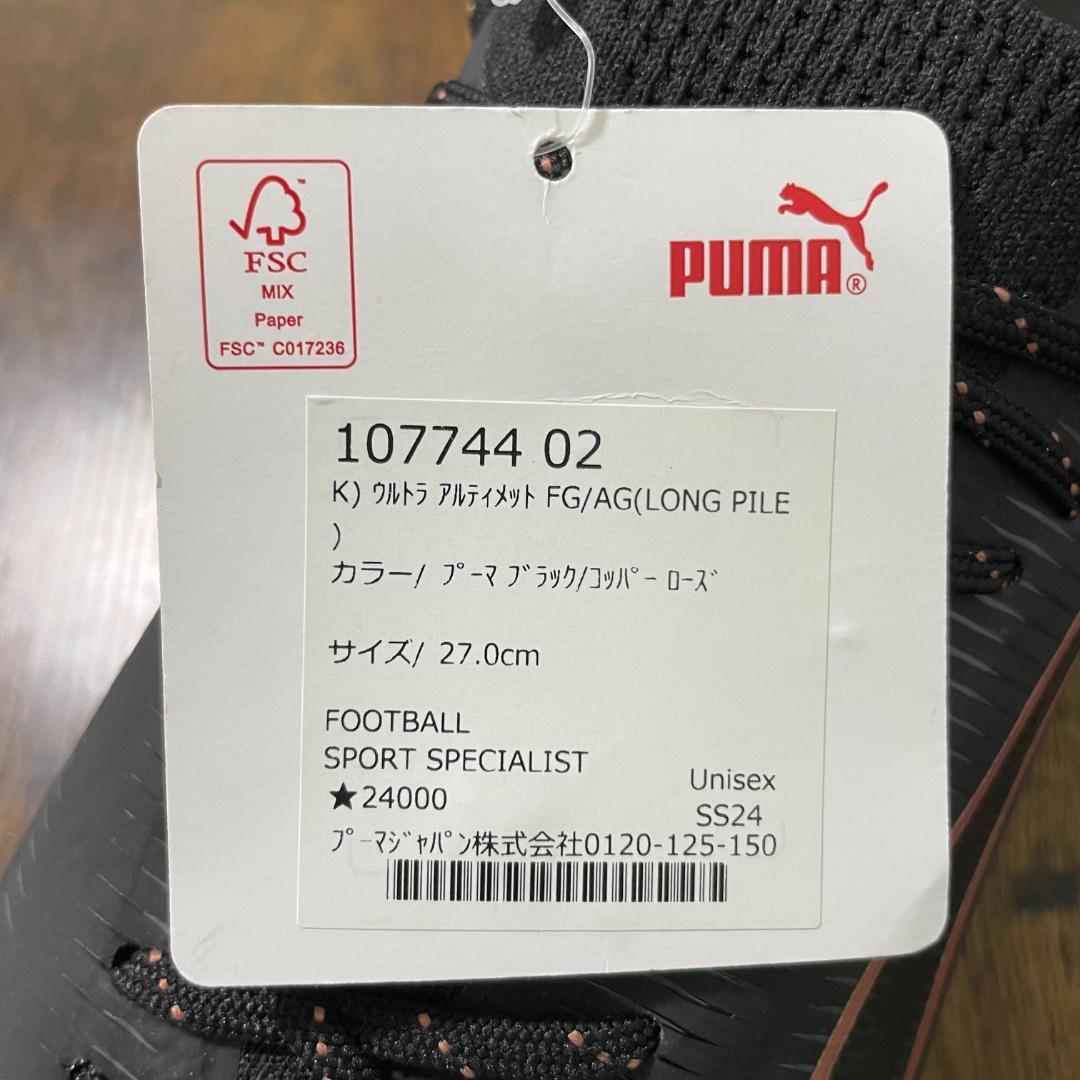 FSC™
MIX
Paper
FSC™ C017236
PUMA®
107744 02
K) ｳﾙﾄﾗ ｱﾙﾃｨﾒｯﾄ FG/AG(LONG PILE
)
カラー/ ﾌﾟｰﾏ ﾌﾞﾗｯｸ/ｺｯﾊﾟｰ ﾛｰｽﾞ
サイズ/ 27.0cm
FOOTBALL
SPORT SPECIALIST
Unisex
★24000
SS24
ﾌﾟｰﾏｼﾞｬﾊﾟﾝ株式会社0120-125-150